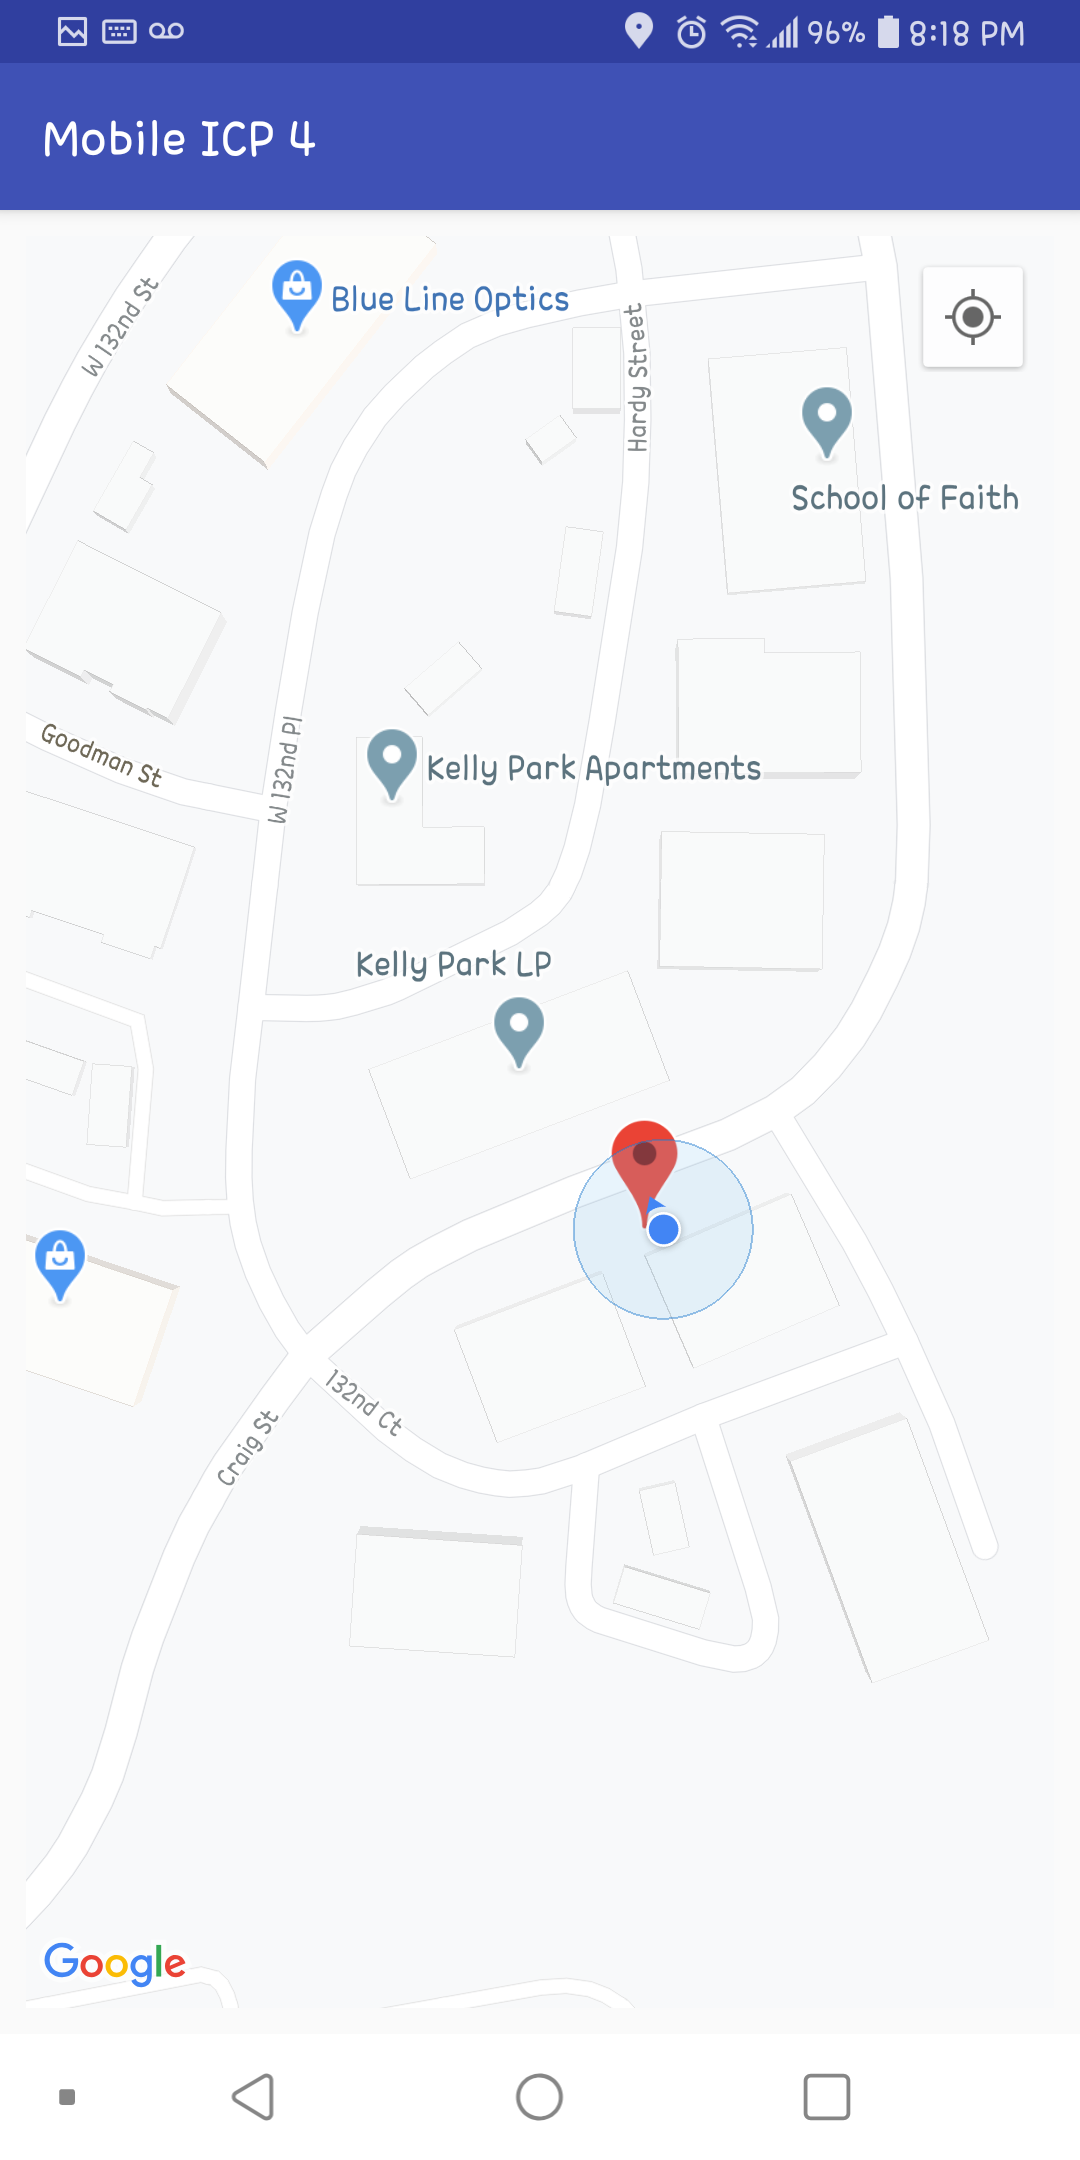 96% 8:18 PM
Mobile ICP 4
W 132nd St
Blue Line Optics
Hardy Street
School of Faith
Goodman St
W 132nd Pl
Kelly Park Apartments
Kelly Park LP
132nd Ct
Craig St
Google